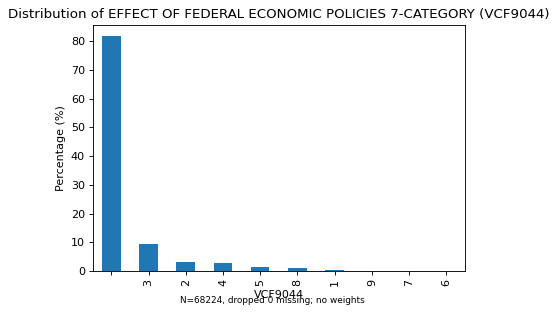 Distribution of EFFECT OF FEDERAL ECONOMIC POLICIES 7-CATEGORY (VCF9044)
80
70
60
50
40
30
20
10
0
Percentage (%)
3 2 4 5 8 1 9 7 6
VCF9044
N=68224, dropped 0 missing; no weights